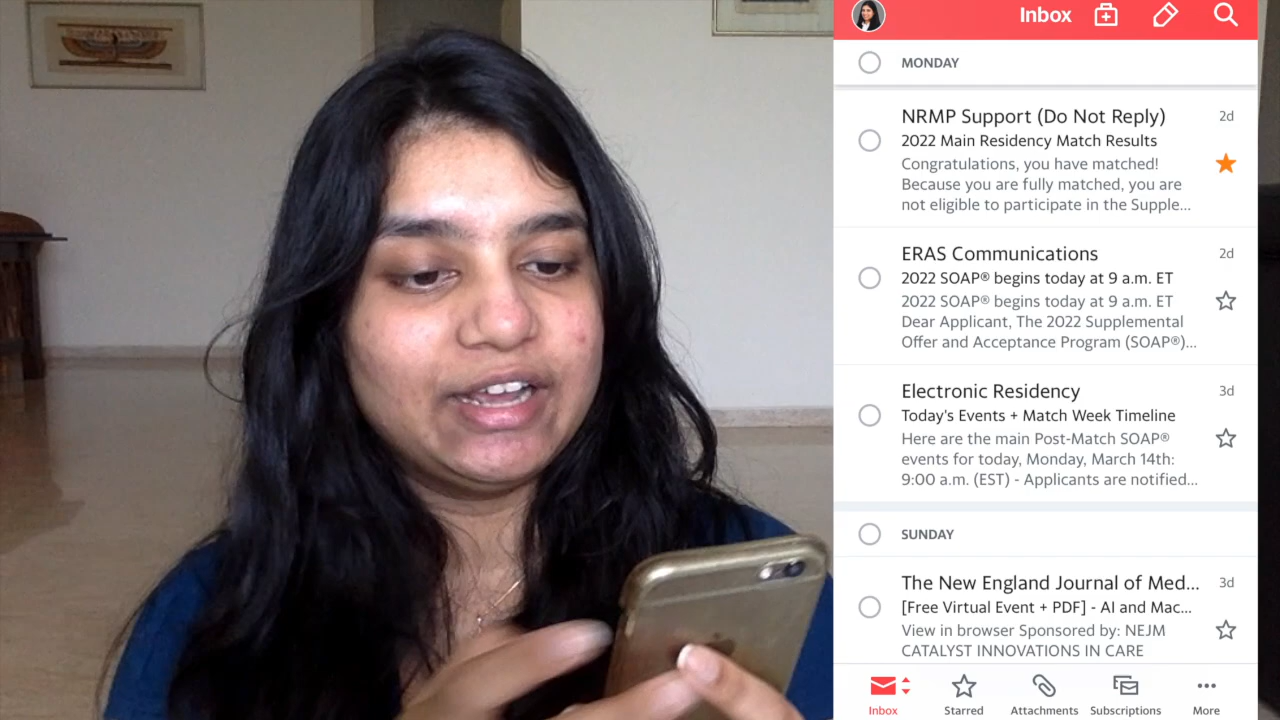 Inbox
MONDAY
NRMP Support (Do Not Reply) 2d
2022 Main Residency Match Results
Congratulations, you have matched!
Because you are fully matched, you are
not eligible to participate in the Supple...
ERAS Communications 2d
2022 SOAP® begins today at 9 a.m. ET
2022 SOAP® begins today at 9 a.m. ET
Dear Applicant, The 2022 Supplemental
Offer and Acceptance Program (SOAP®)...
Electronic Residency 3d
Today's Events + Match Week Timeline
Here are the main Post-Match SOAP®
events for today, Monday, March 14th:
9:00 a.m. (EST) - Applicants are notified...
SUNDAY
The New England Journal of Med... 3d
[Free Virtual Event + PDF] - AI and Mac...
View in browser Sponsored by: NEJM
CATALYST INNOVATIONS IN CARE
Inbox Starred Attachments Subscriptions More